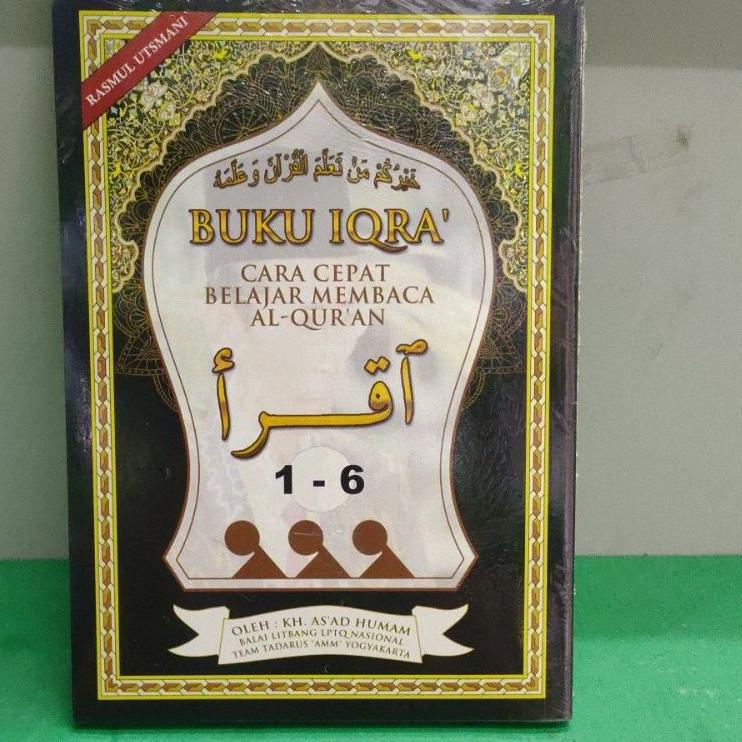 RASMUL UTSMANI
خَيْرُكُمْ مَنْ تَعَلَّمَ الْقُرْآنَ وَعَلَّمَهُ
BUKU IQRA'
CARA CEPAT
BELAJAR MEMBACA
AL-QUR'AN
ٱقرأ
1 - 6
OLEH : KH. AS'AD HUMAM
BALAI LITBANG LPTQ NASIONAL
TEAM TADARUS "AMM" YOGYAKARTA